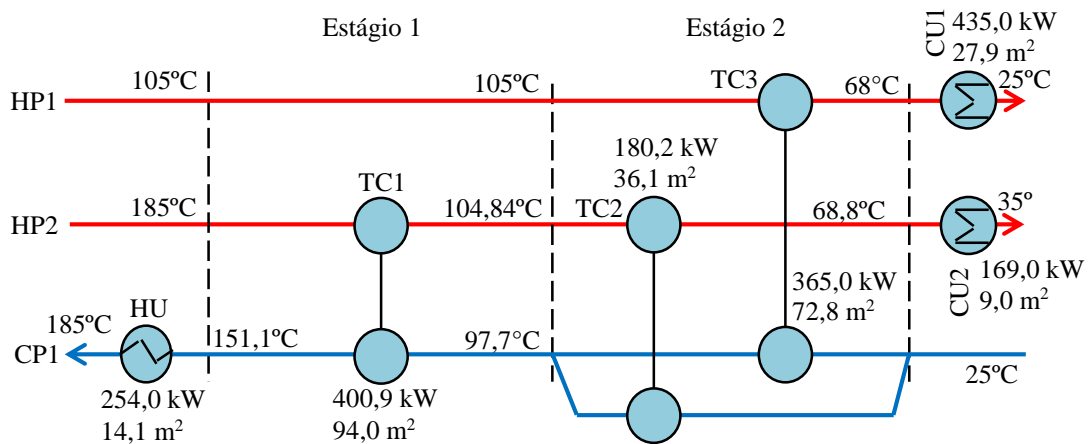 Estágio 1
Estágio 2
CU1
435,0 kW
27,9 m²
HP1
105ºC
105ºC
TC3
68°C
25ºC
180,2 kW
36,1 m²
HP2
185ºC
TC1
104,84ºC
TC2
68,8ºC
35º
CU2
169,0 kW
9,0 m²
365,0 kW
72,8 m²
HU
185ºC
CP1
151,1ºC
97,7°C
25ºC
254,0 kW
14,1 m²
400,9 kW
94,0 m²